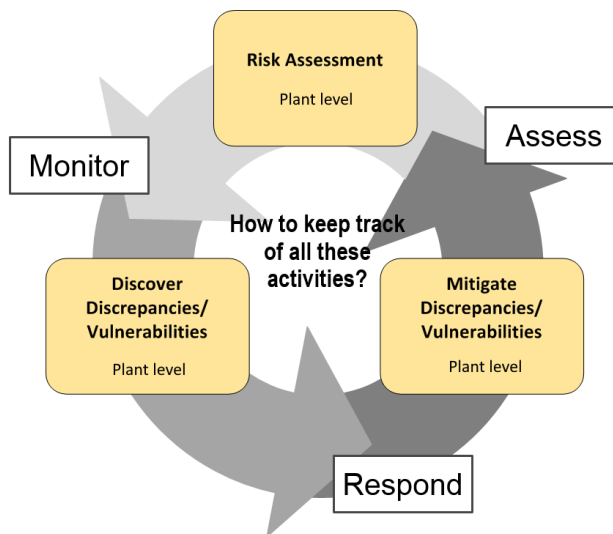 Risk Assessment
Plant level
Assess
Monitor
How to keep track
of all these
activities?
Discover
Discrepancies/
Vulnerabilities
Plant level
Mitigate
Discrepancies/
Vulnerabilities
Plant level
Respond